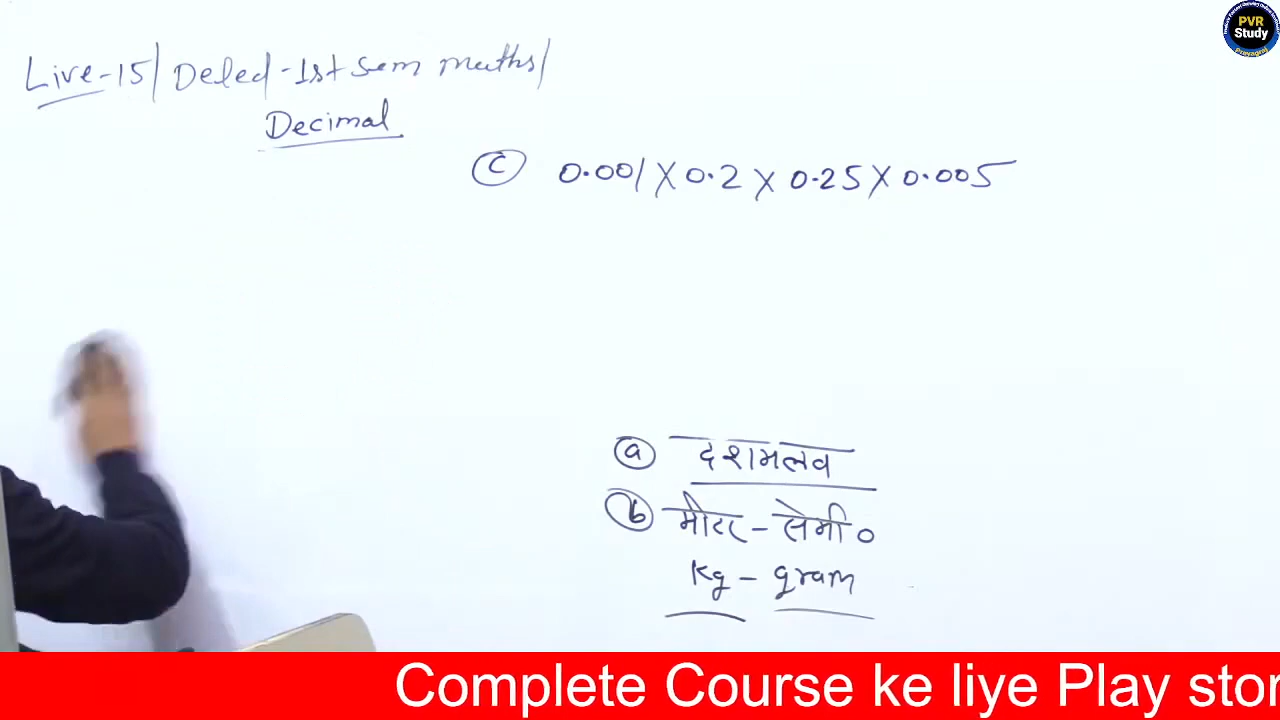 Live-15/ Deled-1st sem maths/
Decimal
PVR
Study
Prayagraj
(c) 0.001 × 0.2 × 0.25 × 0.005
(a) दशमलव
(b) मीटर - सेमी०
Kg - gram
Complete Course ke liye Play stor